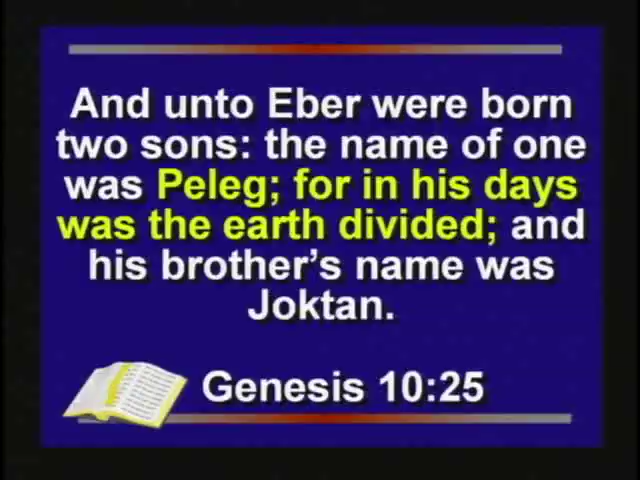 And unto Eber were born
two sons: the name of one
was Peleg; for in his days
was the earth divided; and
his brother's name was
Joktan.
Genesis 10:25